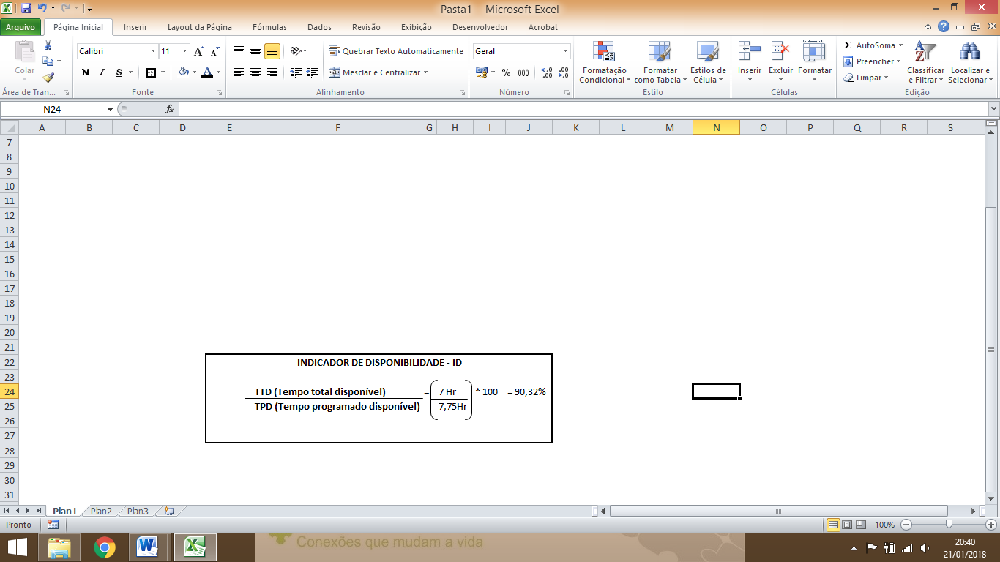 Pasta1 - Microsoft Excel
Arquivo Página Inicial Inserir Layout da Página Fórmulas Dados Revisão Exibição Desenvolvedor Acrobat
Colar
Calibri 11
Quebrar Texto Automaticamente
Geral
N I S
Mesclar e Centralizar
% 000
Formatação Condicional
Formatar como Tabela
Estilos de Célula
Inserir Excluir Formatar
Σ AutoSoma
Preencher
Limpar
Classificar e Filtrar
Localizar e Selecionar
Área de Tran... Fonte Alinhamento Número Estilo Células Edição
N24 fx
A B C D E F G H I J K L M N O P Q R S
7
8
9
10
11
12
13
14
15
16
17
18
19
20
21
22 INDICADOR DE DISPONIBILIDADE - ID
23
24 TTD (Tempo total disponível) = 7 Hr * 100 = 90,32%
25 TPD (Tempo programado disponível) 7,75Hr
26
27
28
29
30
31
Plan1 Plan2 Plan3
Pronto 100%
Conexões que mudam a vida
20:40
21/01/2018